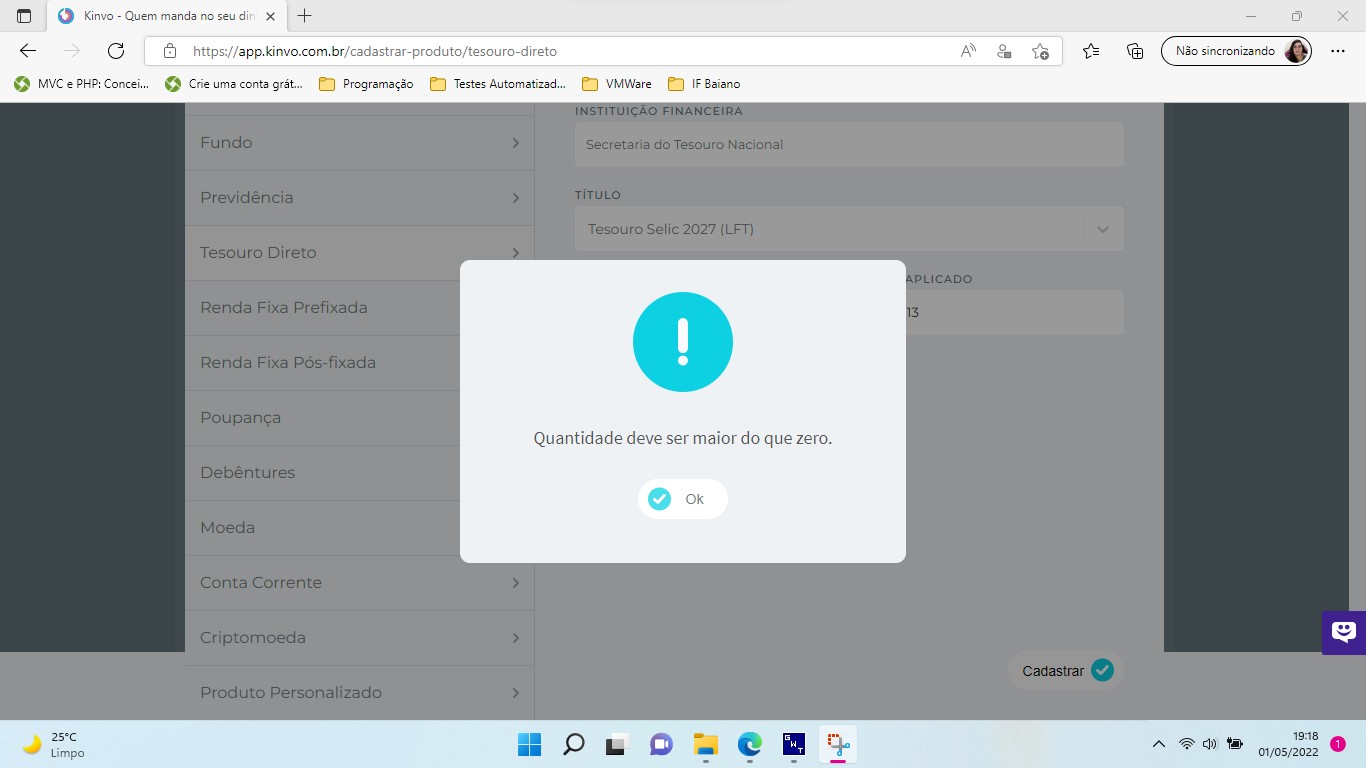 Kinvo - Quem manda no seu din
https://app.kinvo.com.br/cadastrar-produto/tesouro-direto
Não sincronizando
MVC e PHP: Concei...
Crie uma conta grát...
Programação
Testes Automatizad...
VMWare
IF Baiano
INSTITUIÇÃO FINANCEIRA
Fundo
Secretaria do Tesouro Nacional
Previdência
TÍTULO
Tesouro Selic 2027 (LFT)
Tesouro Direto
APLICADO
Renda Fixa Prefixada
13
Renda Fixa Pós-fixada
Poupança
Quantidade deve ser maior do que zero.
Debêntures
Ok
Moeda
Conta Corrente
Criptomoeda
Cadastrar
Produto Personalizado
25°C
Limpo
GWT
19:18
01/05/2022
1